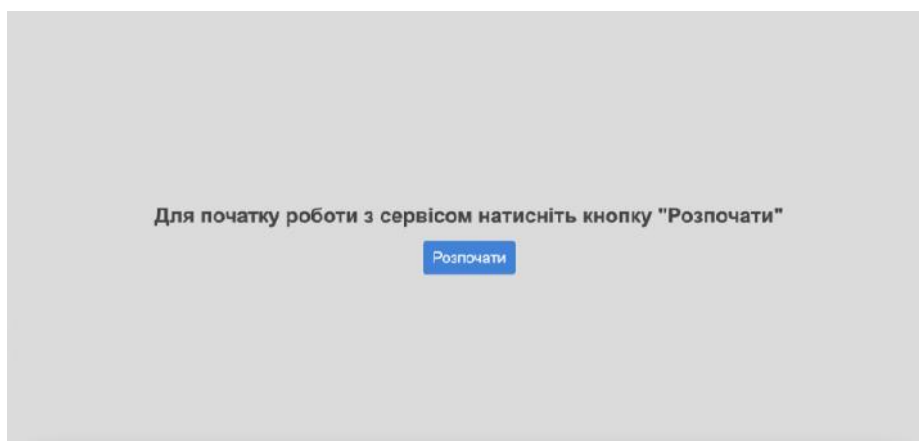 Для початку роботи з сервісом натисніть кнопку "Розпочати"
Розпочати